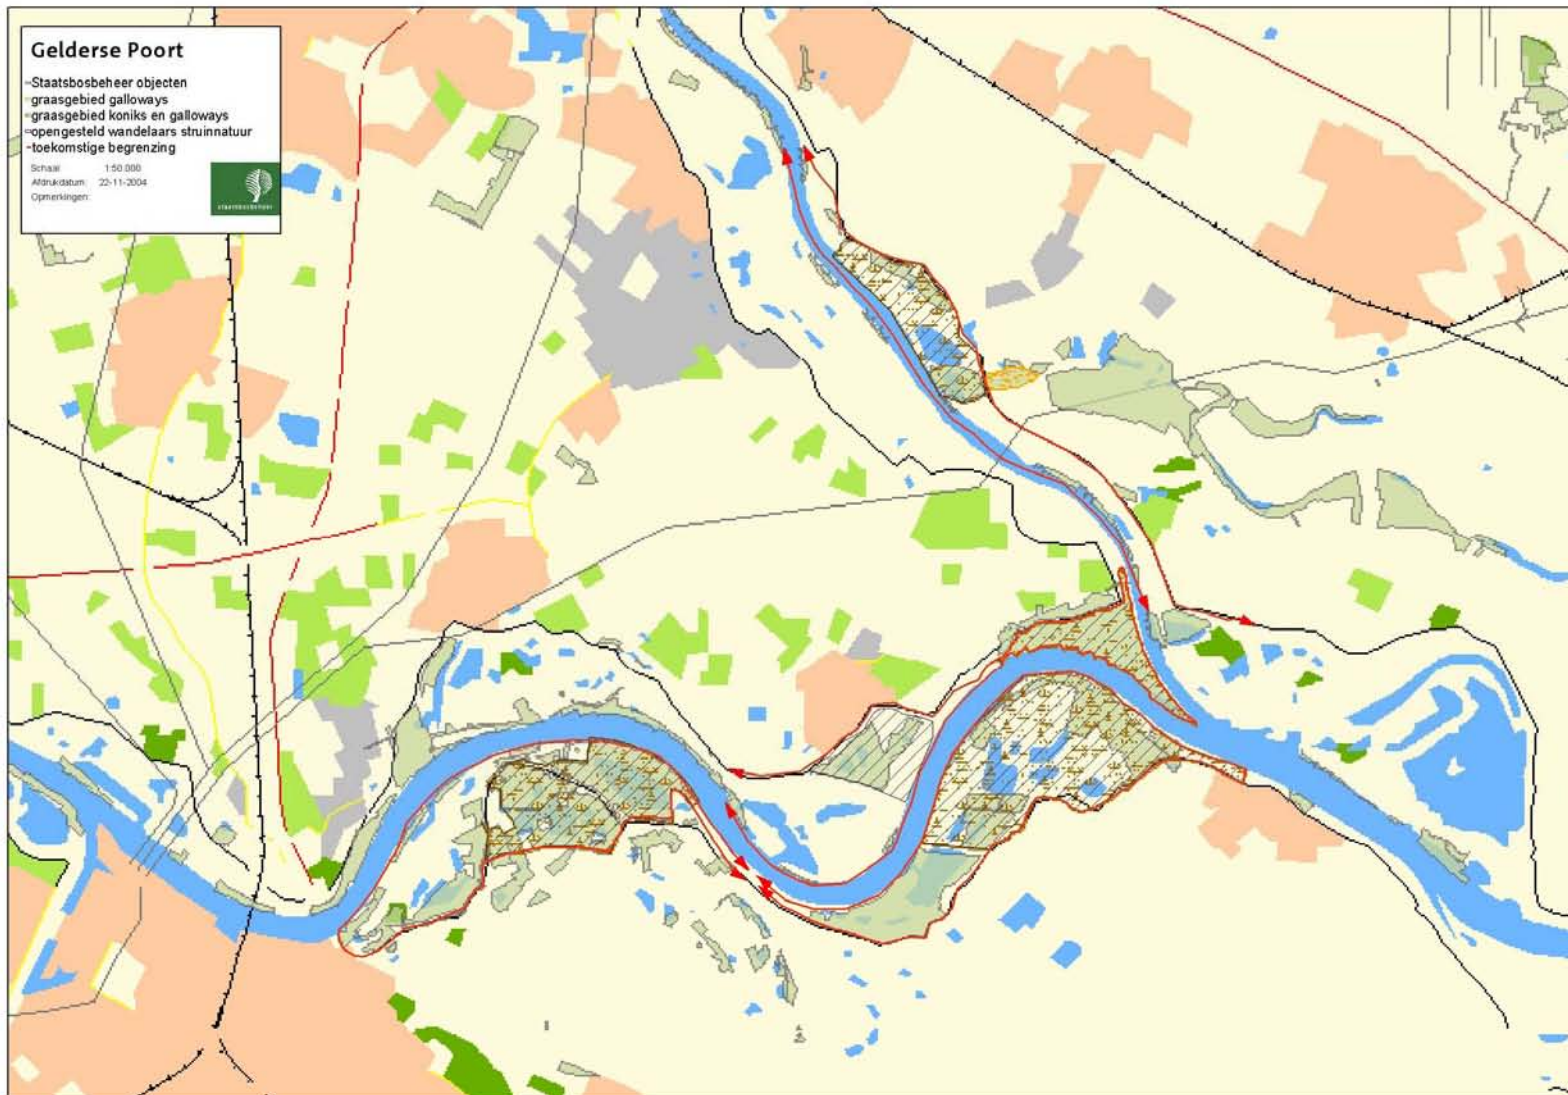 Gelderse Poort
Staatsbosbeheer objecten
graasgebied galloways
graasgebied koniks en galloways
opengesteld wandelaars struinnatuur
toekomstige begrenzing
Schaal: 1:50.000
Afdrukdatum: 22-11-2004
Opmerkingen:
STAATSBOSBEHEER